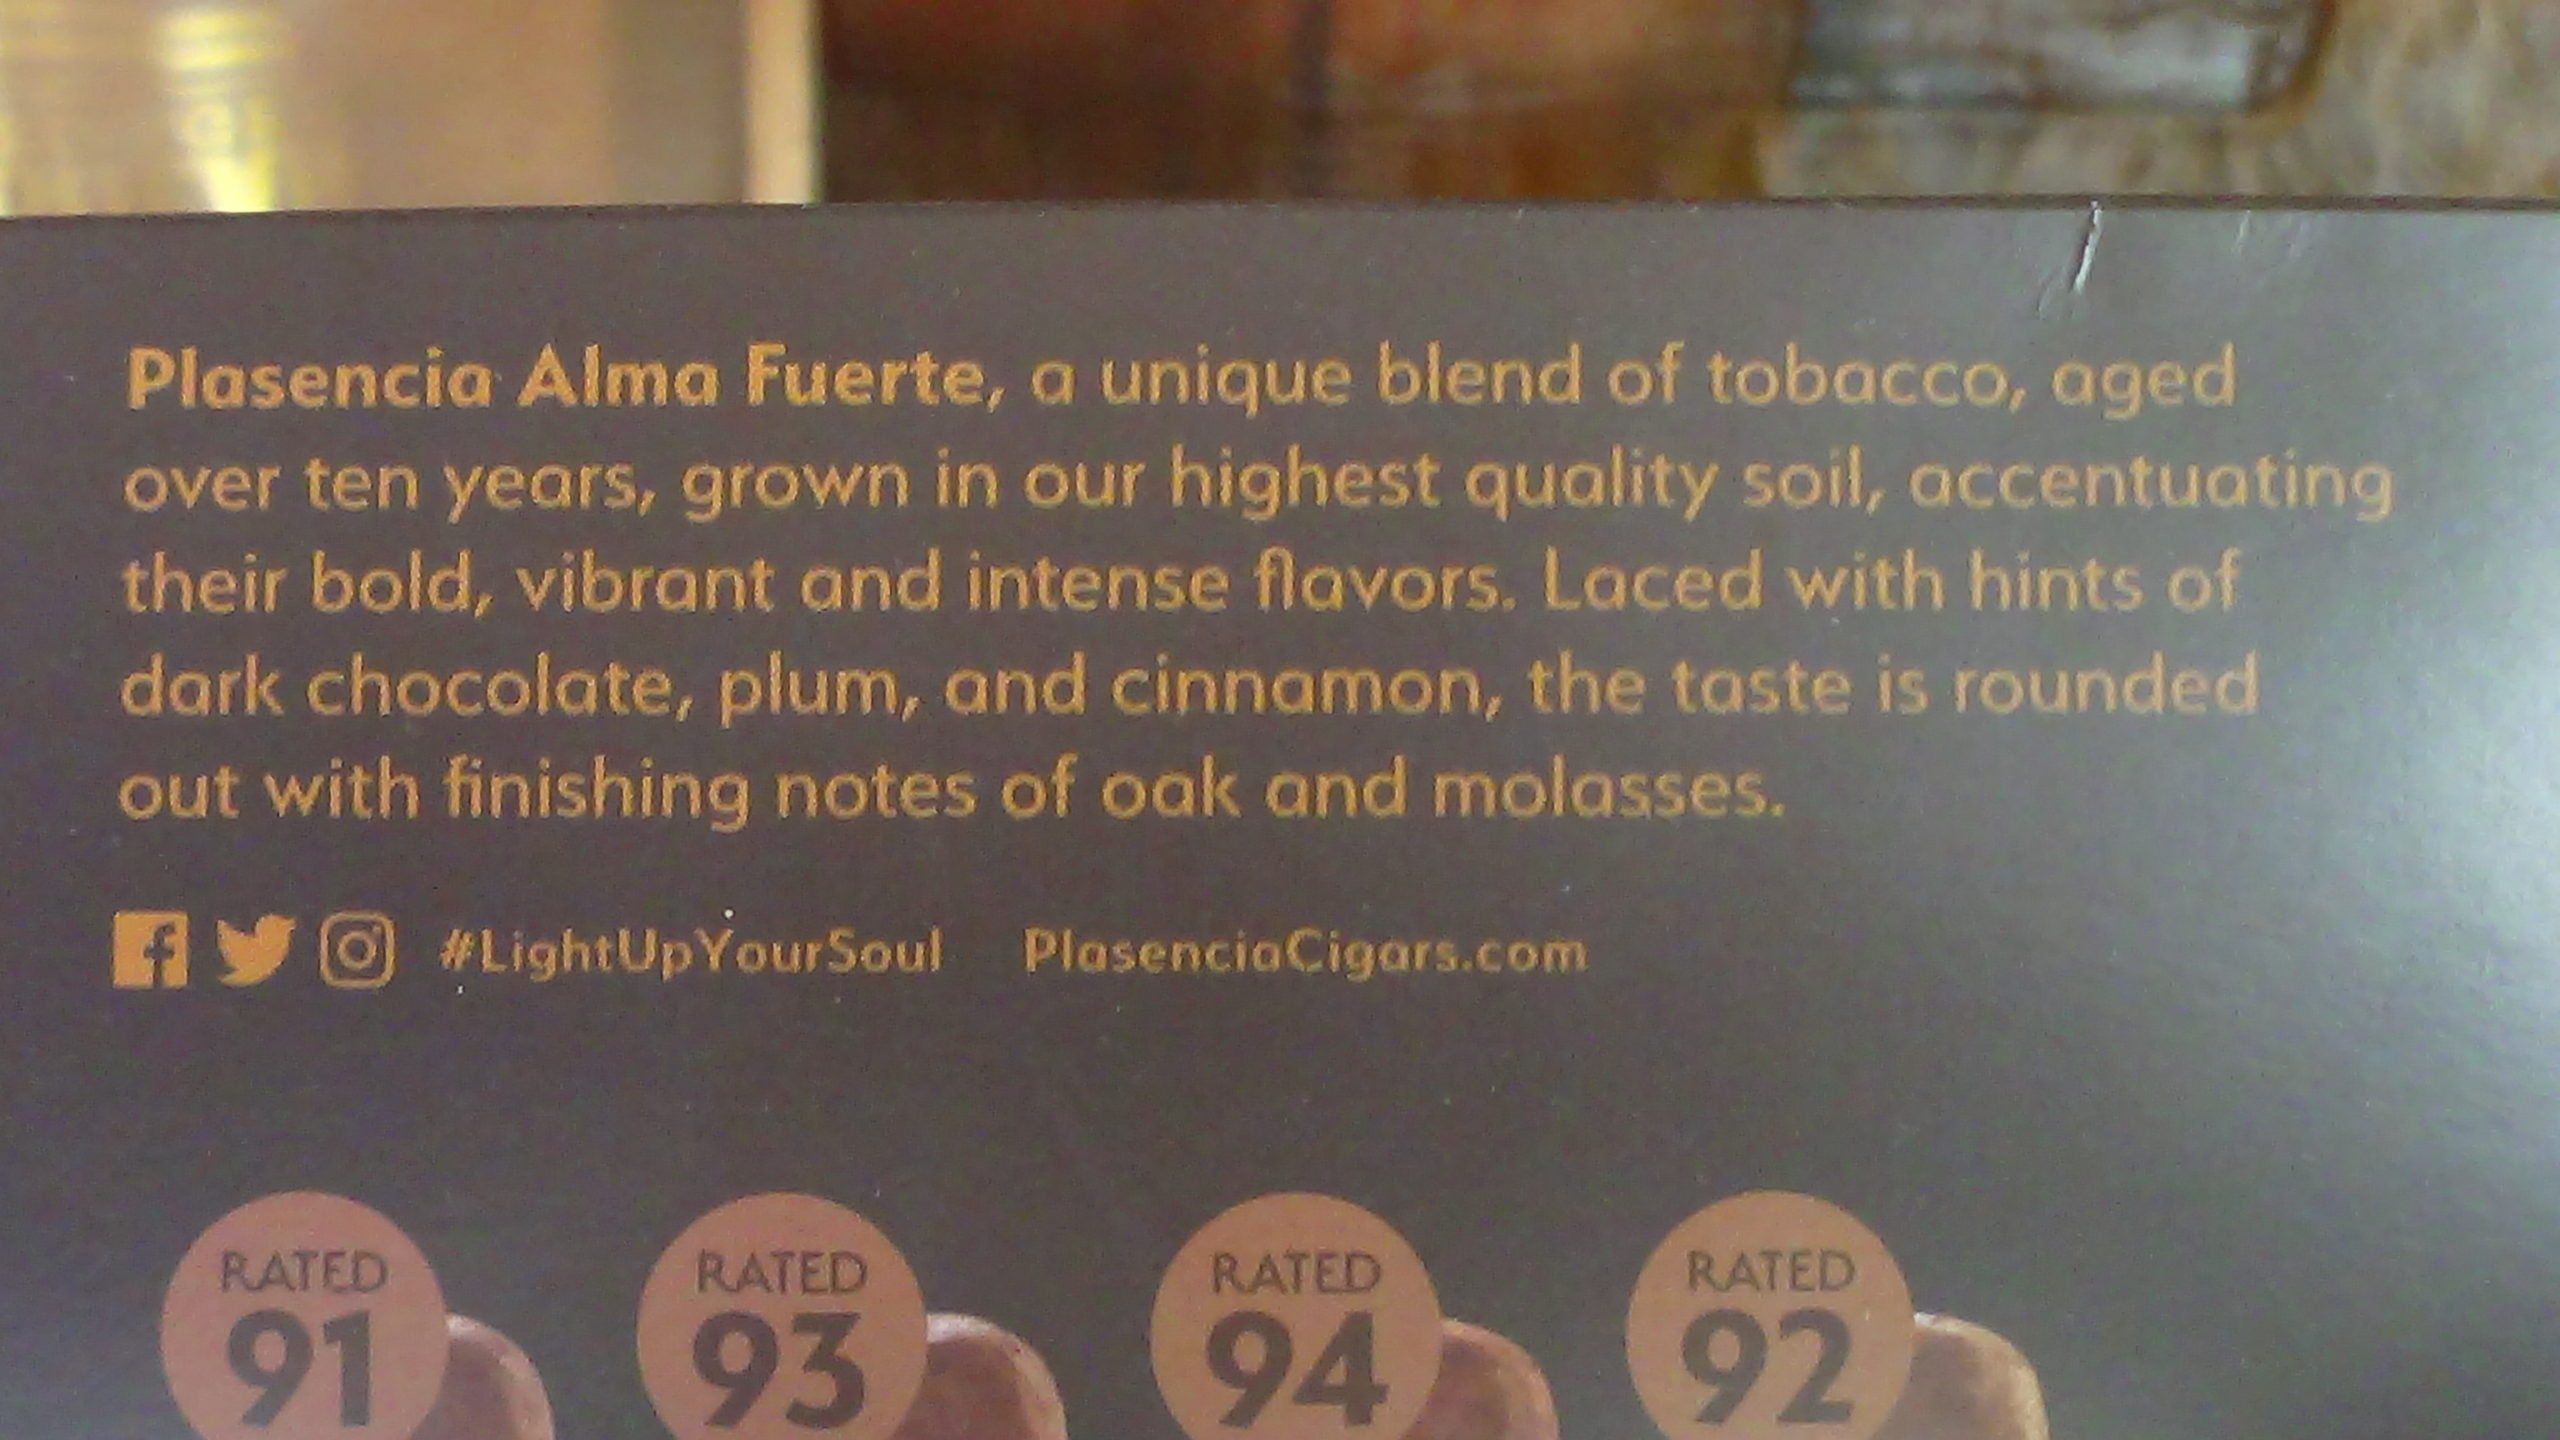 Plasencia Alma Fuerte, a unique blend of tobacco, aged
over ten years, grown in our highest quality soil, accentuating
their bold, vibrant and intense flavors. Laced with hints of
dark chocolate, plum, and cinnamon, the taste is rounded
out with finishing notes of oak and molasses.
#LightUpYourSoul PlasenciaCigars.com
RATED RATED RATED RATED
91 93 94 92